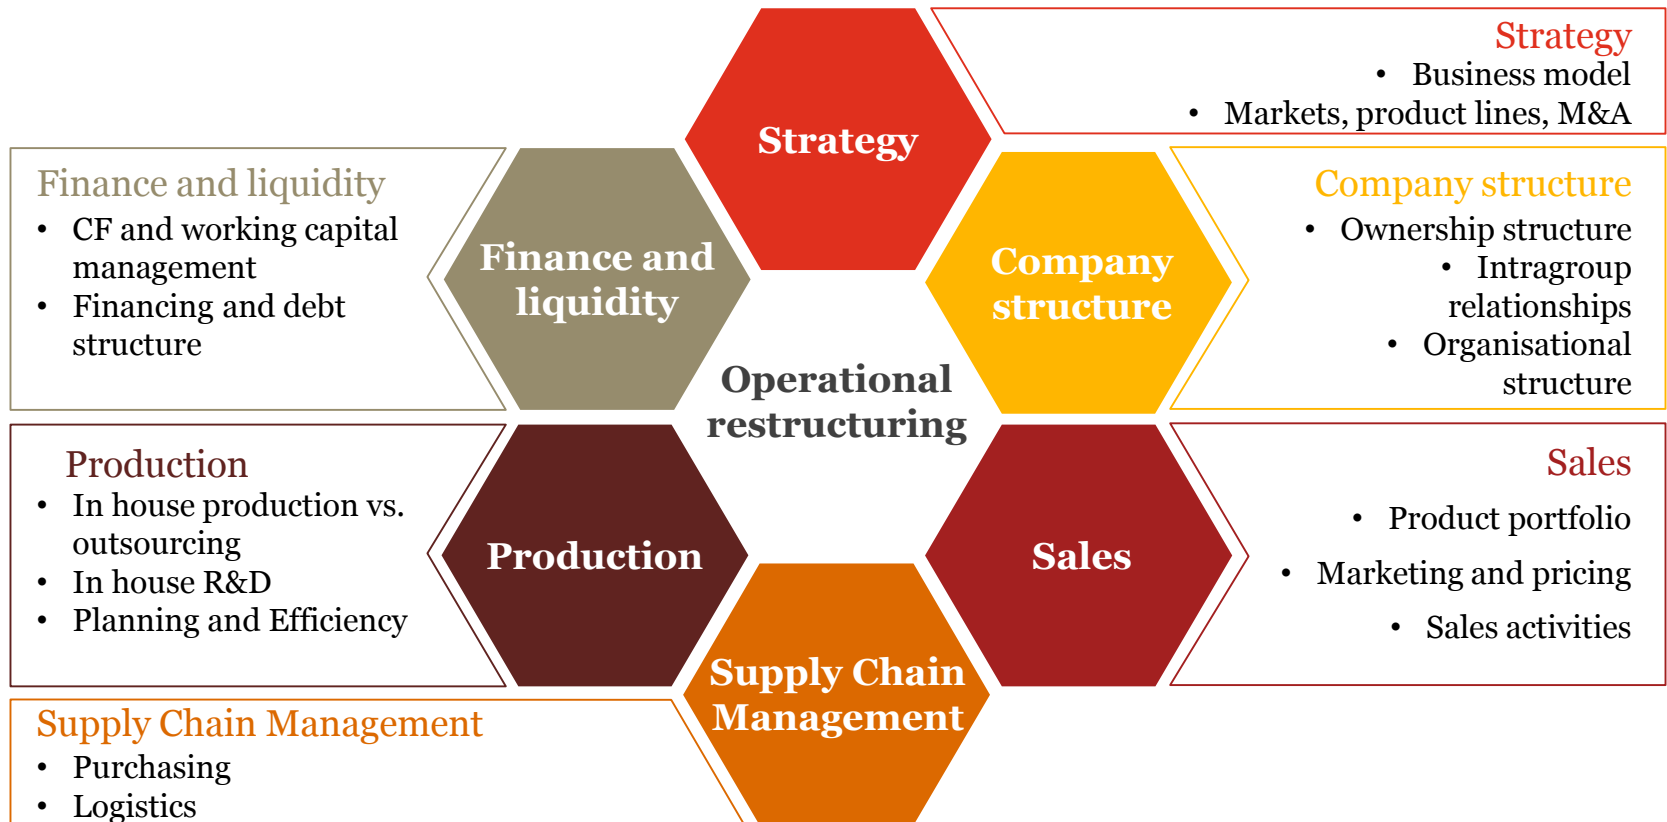 Strategy
• Business model
• Markets, product lines, M&A
Strategy
Finance and liquidity
• CF and working capital
management
• Financing and debt
structure
Finance and
liquidity
Company
structure
Company structure
• Ownership structure
• Intragroup
relationships
• Organisational
structure
Operational
restructuring
Production
• In house production vs.
outsourcing
• In house R&D
• Planning and Efficiency
Production
Sales
Sales
• Product portfolio
• Marketing and pricing
• Sales activities
Supply Chain
Management
Supply Chain Management
• Purchasing
• Logistics